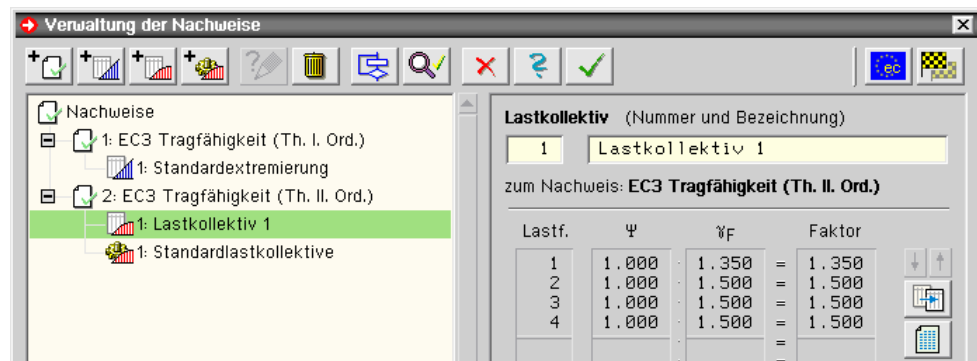 Verwaltung der Nachweise
ec
Nachweise
1: EC3 Tragfähigkeit (Th. I. Ord.)
1: Standardextremierung
2: EC3 Tragfähigkeit (Th. II. Ord.)
1: Lastkollektiv 1
1: Standardlastkollektive
Lastkollektiv (Nummer und Bezeichnung)
1 Lastkollektiv 1
zum Nachweis: EC3 Tragfähigkeit (Th. II. Ord.)
Lastf. Ψ γF Faktor
1 1.000 · 1.350 = 1.350
2 1.000 · 1.500 = 1.500
3 1.000 · 1.500 = 1.500
4 1.000 · 1.500 = 1.500
· =